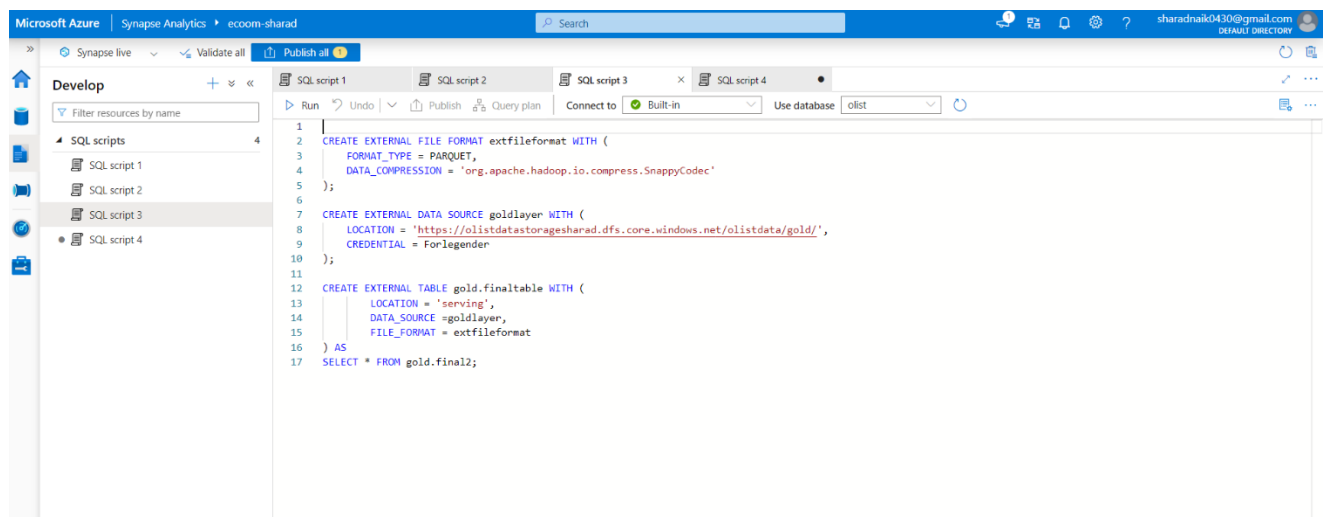 Microsoft Azure | Synapse Analytics ▸ ecoom-sharad
Search
1
sharadnaik0430@gmail.com
DEFAULT DIRECTORY
Synapse live
Validate all
Publish all 1
Develop
Filter resources by name
SQL scripts 4
SQL script 1
SQL script 2
SQL script 3
SQL script 4
SQL script 1 SQL script 2 SQL script 3 × SQL script 4 ●
Run Undo Publish Query plan Connect to Built-in Use database olist
1
2 CREATE EXTERNAL FILE FORMAT extfileformat WITH (
3 FORMAT_TYPE = PARQUET,
4 DATA_COMPRESSION = 'org.apache.hadoop.io.compress.SnappyCodec'
5 );
6
7 CREATE EXTERNAL DATA SOURCE goldlayer WITH (
8 LOCATION = 'https://olistdatastoragesharad.dfs.core.windows.net/olistdata/gold/',
9 CREDENTIAL = Forlegender
10 );
11
12 CREATE EXTERNAL TABLE gold.finaltable WITH (
13 LOCATION = 'serving',
14 DATA_SOURCE =goldlayer,
15 FILE_FORMAT = extfileformat
16 ) AS
17 SELECT * FROM gold.final2;